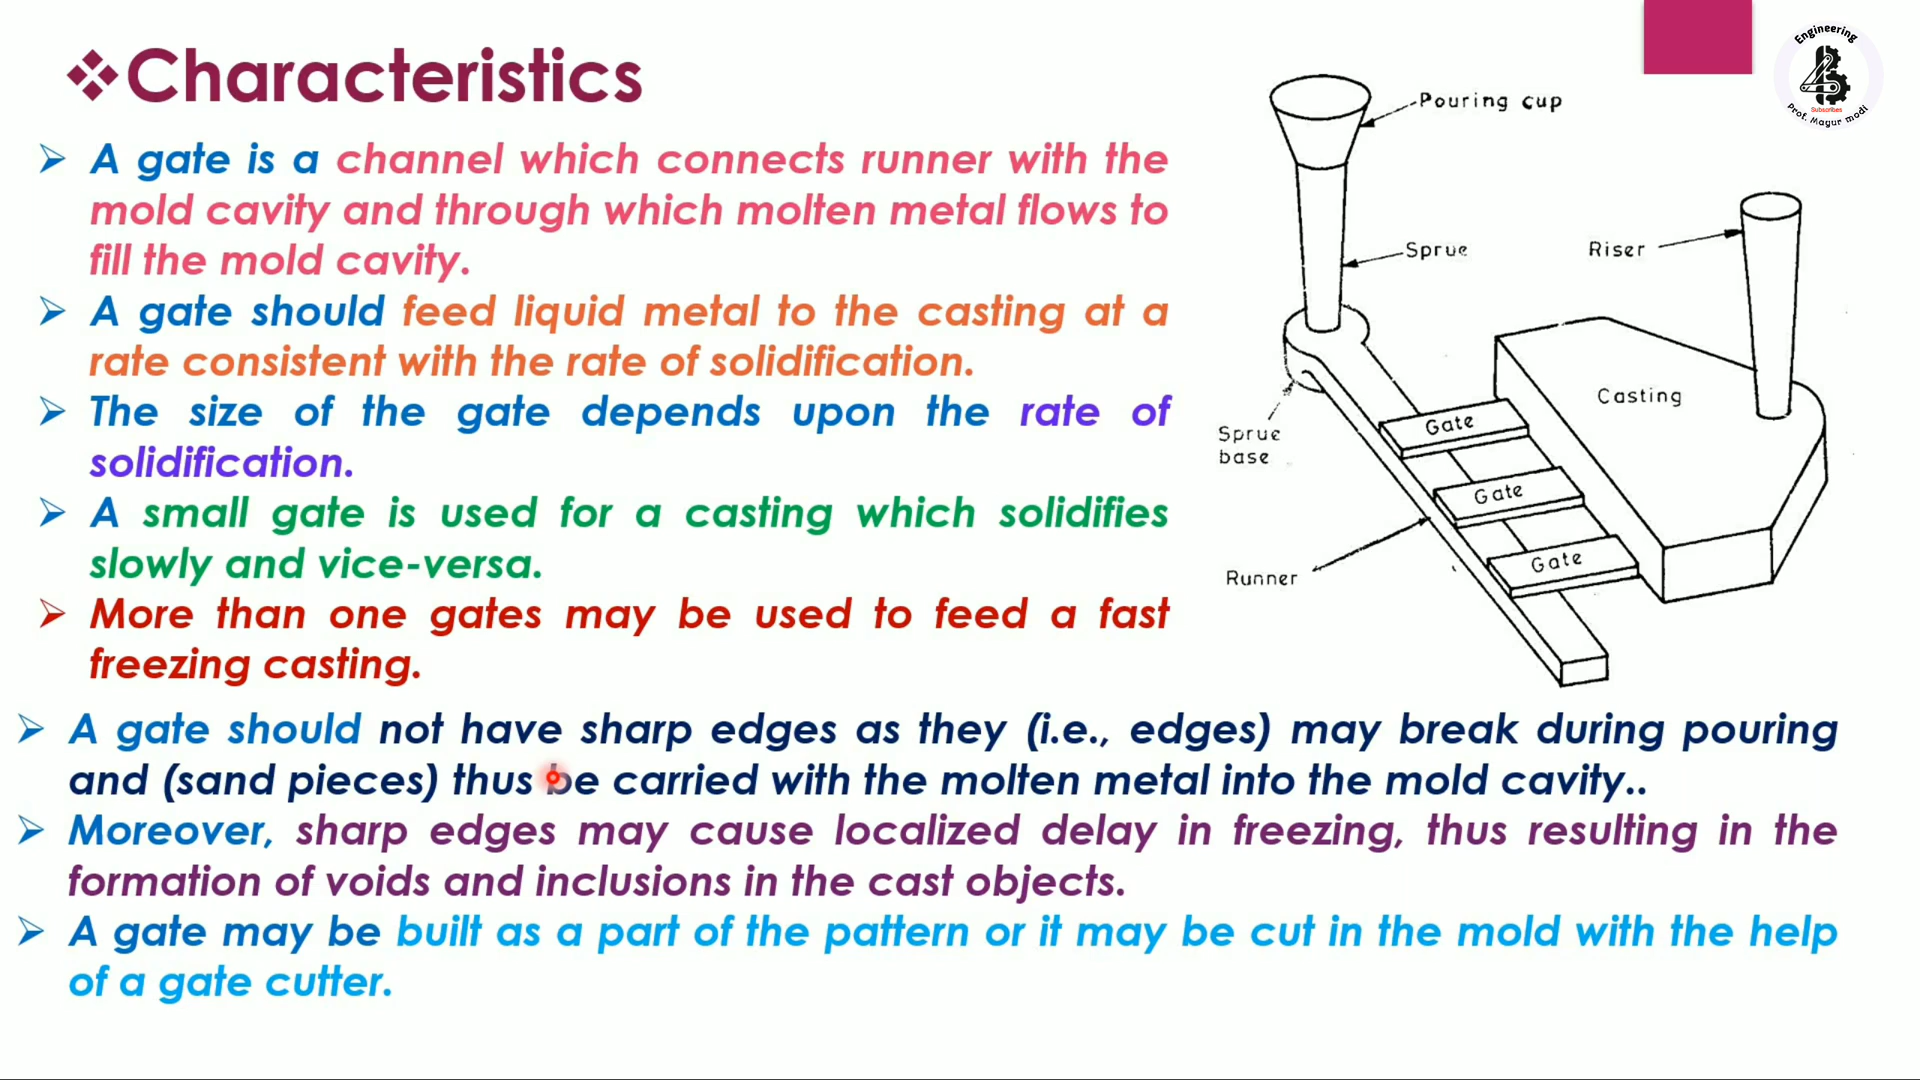 ❖Characteristics
➢ A gate is a channel which connects runner with the
mold cavity and through which molten metal flows to
fill the mold cavity.
➢ A gate should feed liquid metal to the casting at a
rate consistent with the rate of solidification.
➢ The size of the gate depends upon the rate of
solidification.
➢ A small gate is used for a casting which solidifies
slowly and vice-versa.
➢ More than one gates may be used to feed a fast
freezing casting.
➢ A gate should not have sharp edges as they (i.e., edges) may break during pouring
and (sand pieces) thus be carried with the molten metal into the mold cavity..
➢ Moreover, sharp edges may cause localized delay in freezing, thus resulting in the
formation of voids and inclusions in the cast objects.
➢ A gate may be built as a part of the pattern or it may be cut in the mold with the help
of a gate cutter.
Pouring cup
Sprue
Riser
Casting
Sprue
base
Gate
Gate
Gate
Runner
Engineering
Subscribes
Prof. Mayur modi